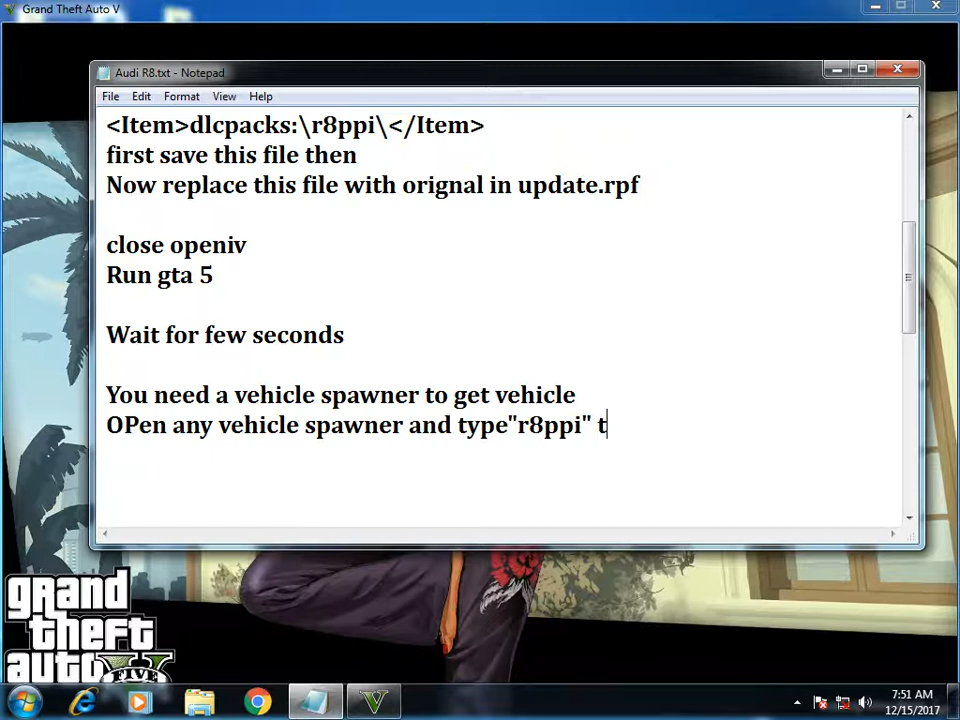 Grand Theft Auto V
Audi R8.txt - Notepad
File Edit Format View Help
<Item>dlcpacks:\r8ppi\</Item>
first save this file then
Now replace this file with orignal in update.rpf
close openiv
Run gta 5
Wait for few seconds
You need a vehicle spawner to get vehicle
OPen any vehicle spawner and type"r8ppi" t
grand
theft
auto V
FIVE
7:51 AM
12/15/2017